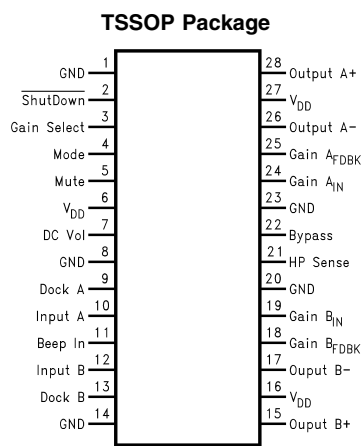 TSSOP Package
GND 1
ShutDown 2
Gain Select 3
Mode 4
Mute 5
VDD 6
DC Vol 7
GND 8
Dock A 9
Input A 10
Beep In 11
Input B 12
Dock B 13
GND 14
28 Output A+
27 VDD
26 Output A-
25 Gain AFDBK
24 Gain AIN
23 GND
22 Bypass
21 HP Sense
20 GND
19 Gain BIN
18 Gain BFDBK
17 Ouput B-
16 VDD
15 Ouput B+